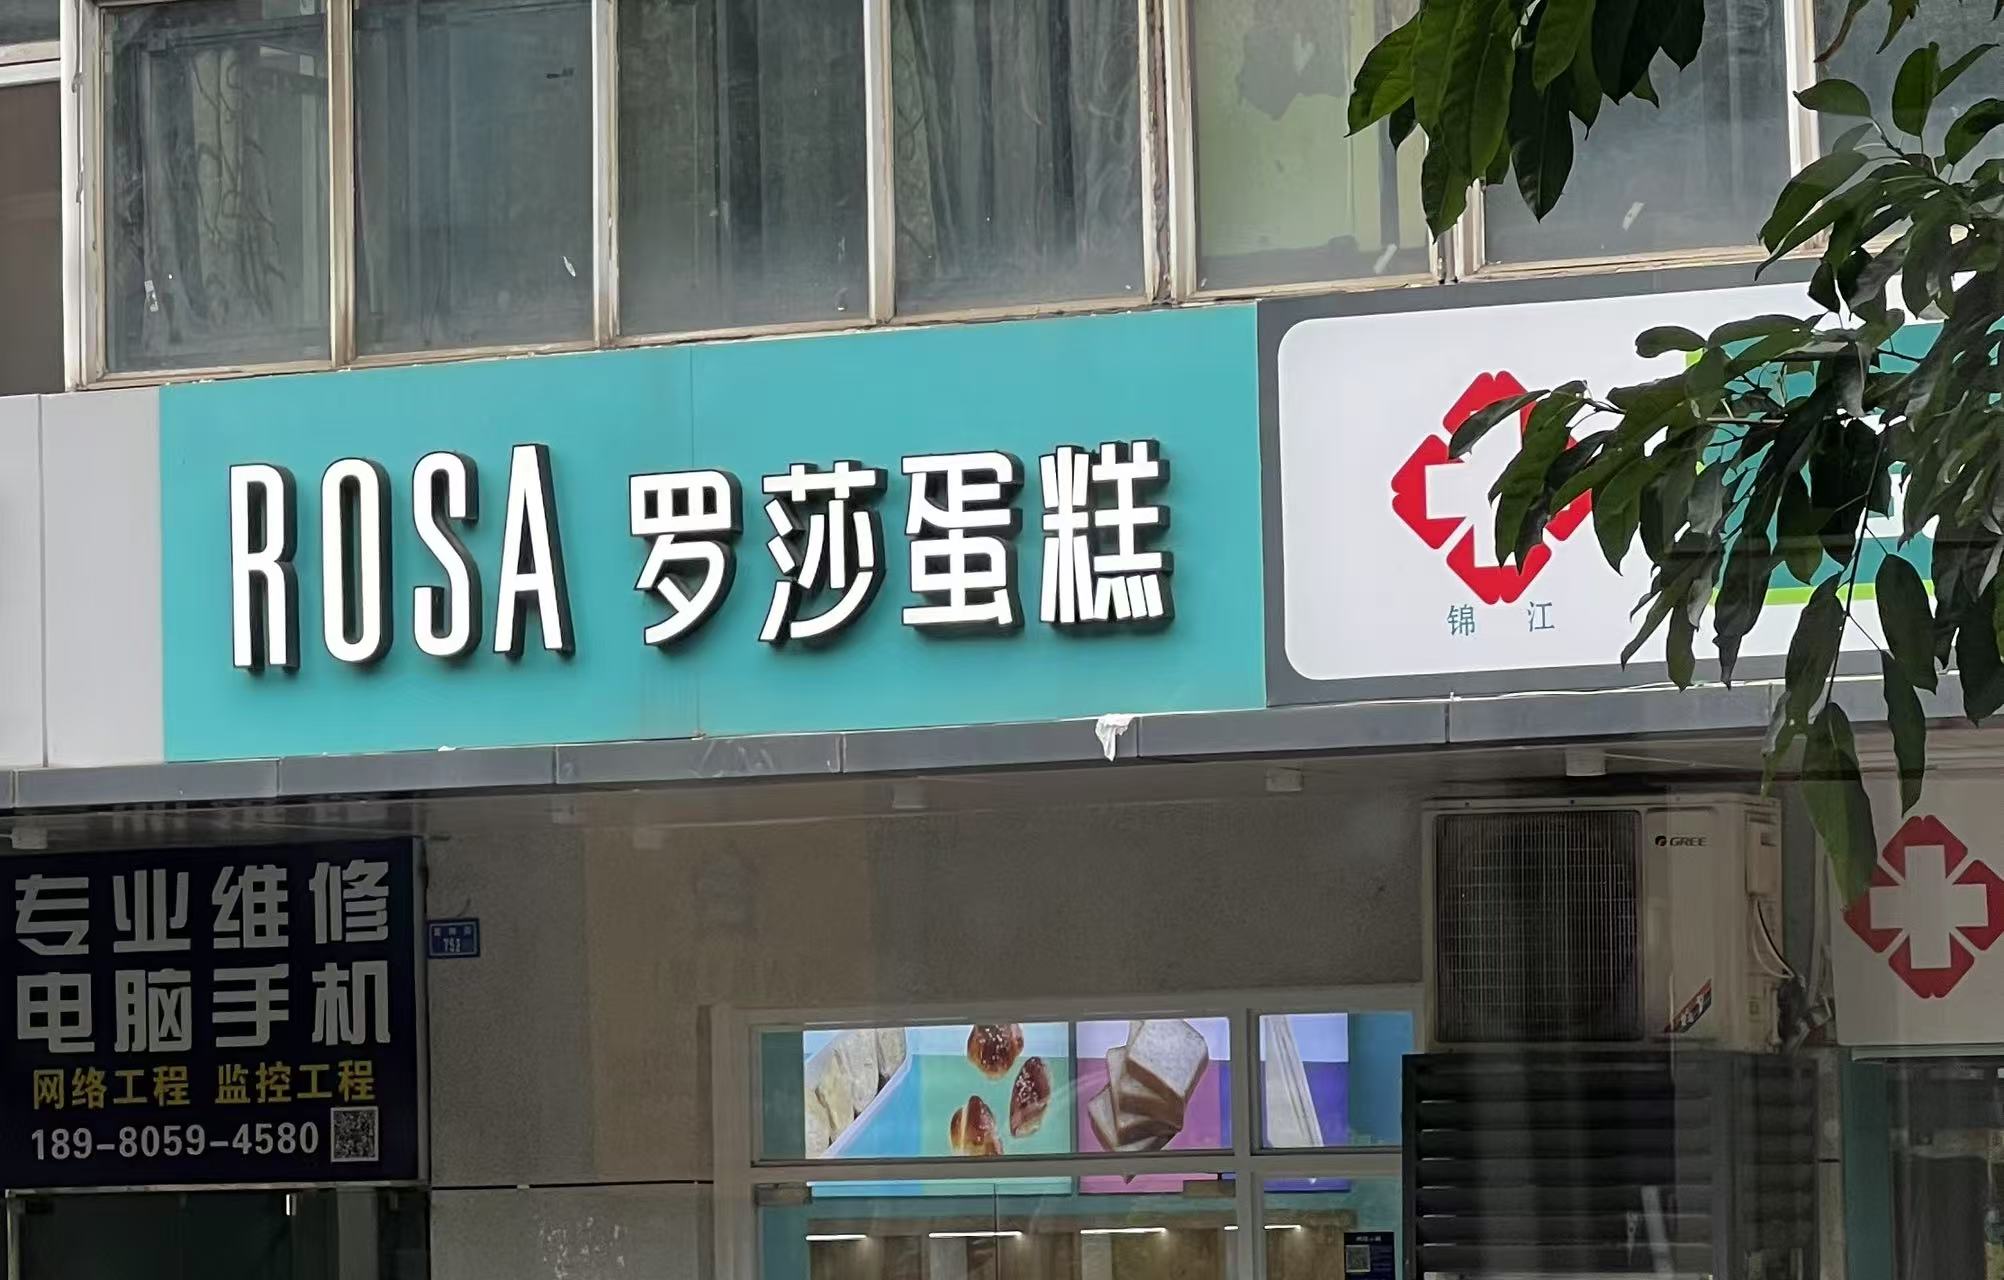 ROSA 罗莎蛋糕
锦江
GREE
专业维修
电脑手机
网络工程 监控工程
189-8059-4580